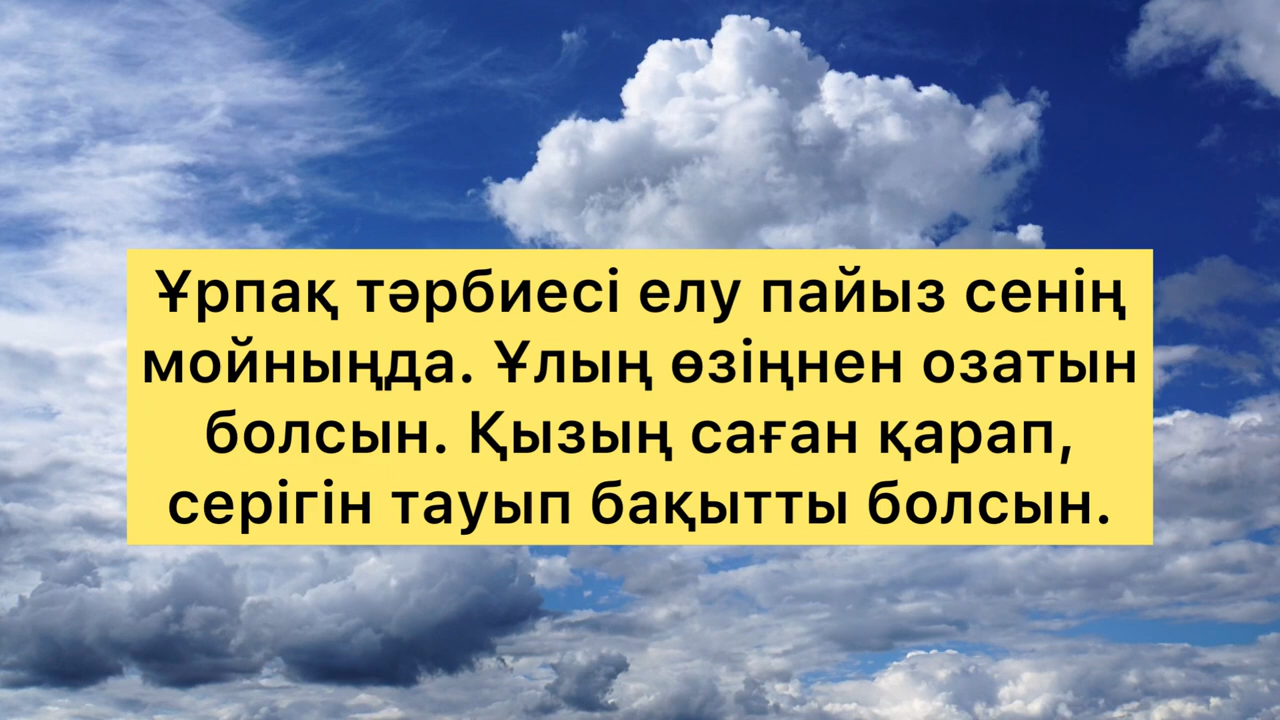 Ұрпақ тәрбиесі елу пайыз сенің
мойныңда. Ұлың өзіңнен озатын
болсын. Қызың саған қарап,
серігін тауып бақытты болсын.